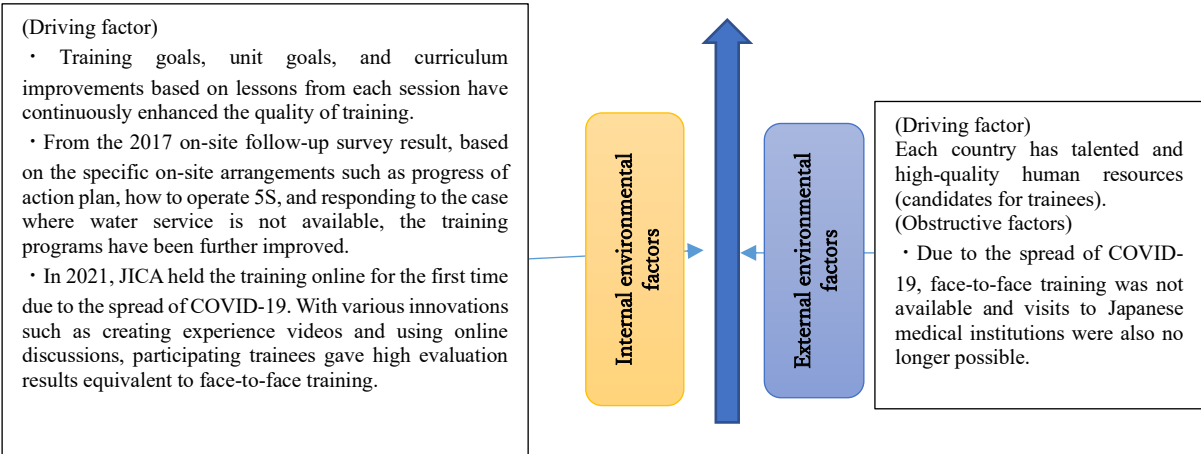 (Driving factor)
・ Training goals, unit goals, and curriculum
improvements based on lessons from each session have
continuously enhanced the quality of training.
・From the 2017 on-site follow-up survey result, based
on the specific on-site arrangements such as progress of
action plan, how to operate 5S, and responding to the case
where water service is not available, the training
programs have been further improved.
・In 2021, JICA held the training online for the first time
due to the spread of COVID-19. With various innovations
such as creating experience videos and using online
discussions, participating trainees gave high evaluation
results equivalent to face-to-face training.
Internal environmental
factors
External environmental
factors
(Driving factor)
Each country has talented and
high-quality human resources
(candidates for trainees).
(Obstructive factors)
・Due to the spread of COVID-
19, face-to-face training was not
available and visits to Japanese
medical institutions were also no
longer possible.